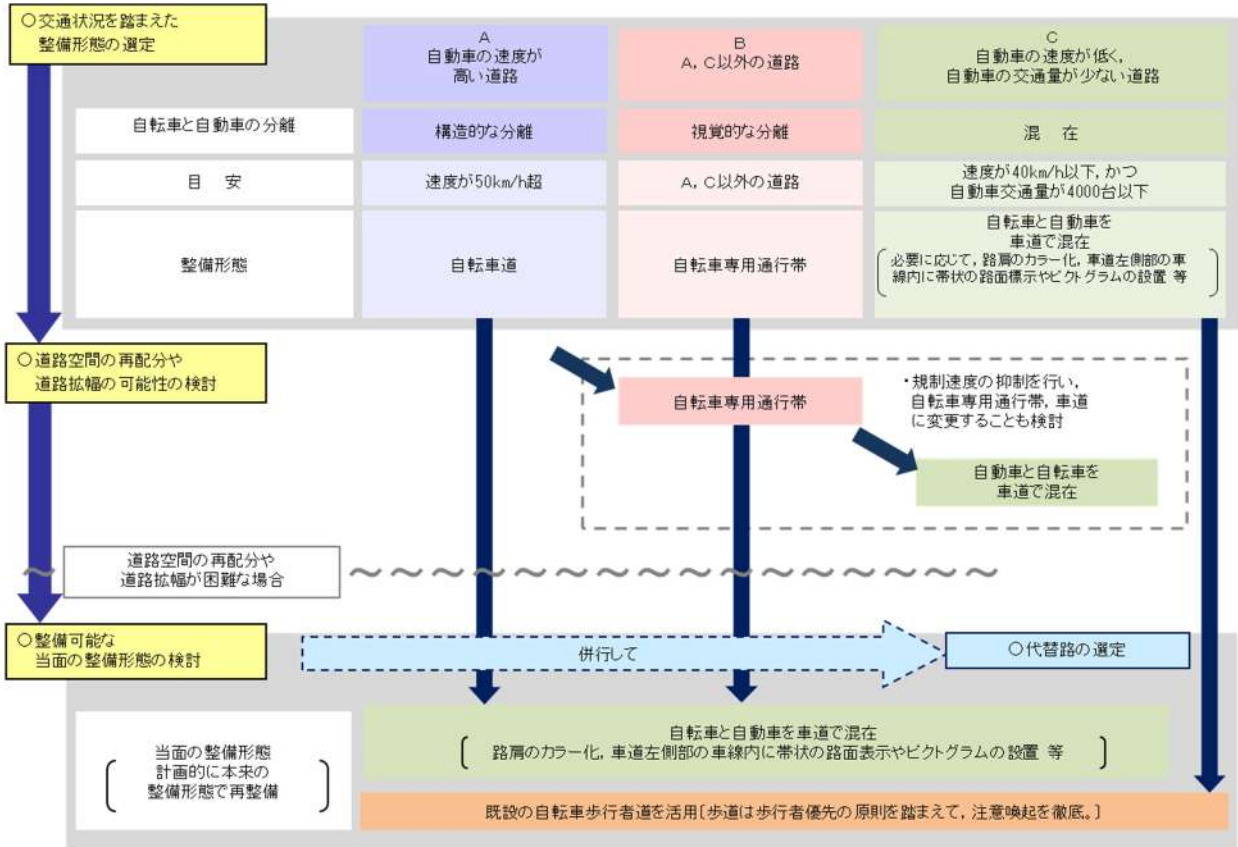 ○交通状況を踏まえた
整備形態の選定
A
自動車の速度が
高い道路
B
A, C以外の道路
C
自動車の速度が低く,
自動車の交通量が少ない道路
自転車と自動車の分離
構造的な分離
視覚的な分離
混 在
目 安
速度が50km/h超
A, C以外の道路
速度が40km/h以下, かつ
自動車交通量が4000台以下
整備形態
自転車道
自転車専用通行帯
自転車と自動車を
車道で混在
必要に応じて, 路肩のカラー化, 車道左側部の車
線内に帯状の路面標示やピクトグラムの設置 等
○道路空間の再配分や
道路拡幅の可能性の検討
自転車専用通行帯
・規制速度の抑制を行い,
自転車専用通行帯, 車道
に変更することも検討
自動車と自転車を
車道で混在
道路空間の再配分や
道路拡幅が困難な場合
○整備可能な
当面の整備形態の検討
併行して
○代替路の選定
当面の整備形態
計画的に本来の
整備形態で再整備
自転車と自動車を車道で混在
路肩のカラー化, 車道左側部の車線内に帯状の路面表示やピクトグラムの設置 等
既設の自転車歩行者道を活用[歩道は歩行者優先の原則を踏まえて, 注意喚起を徹底。]